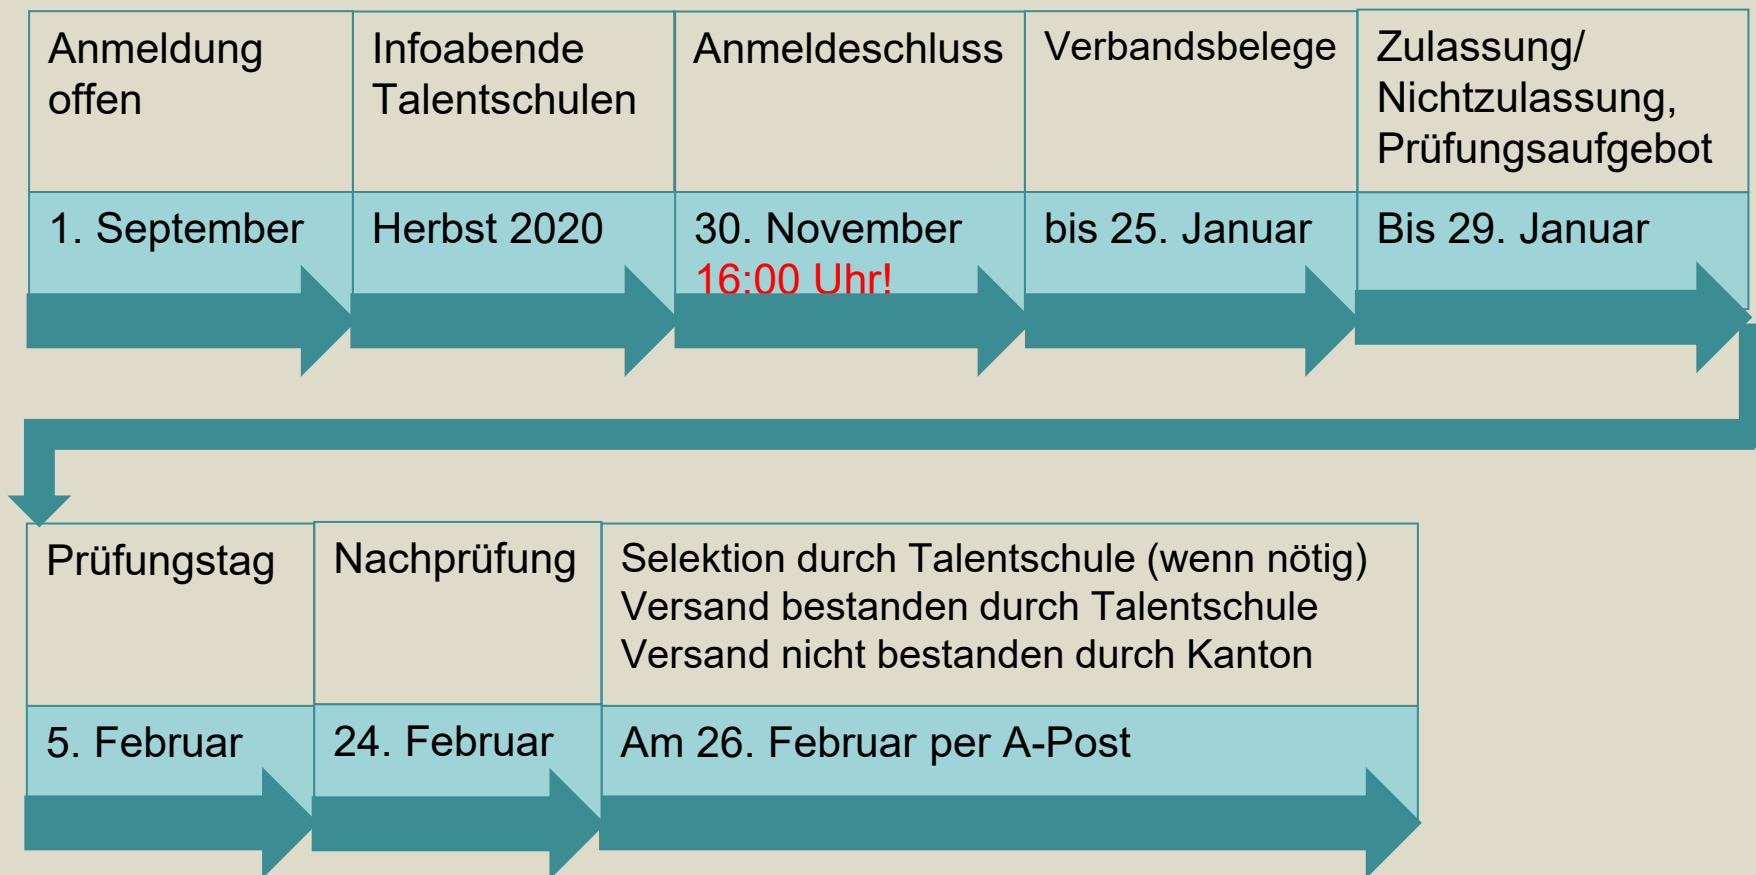 Anmeldung
offen
Infoabende
Talentschulen
Anmeldeschluss
Verbandsbelege
Zulassung/
Nichtzulassung,
Prüfungsaufgebot
1. September
Herbst 2020
30. November
16:00 Uhr!
bis 25. Januar
Bis 29. Januar
Prüfungstag
Nachprüfung
Selektion durch Talentschule (wenn nötig)
Versand bestanden durch Talentschule
Versand nicht bestanden durch Kanton
5. Februar
24. Februar
Am 26. Februar per A-Post